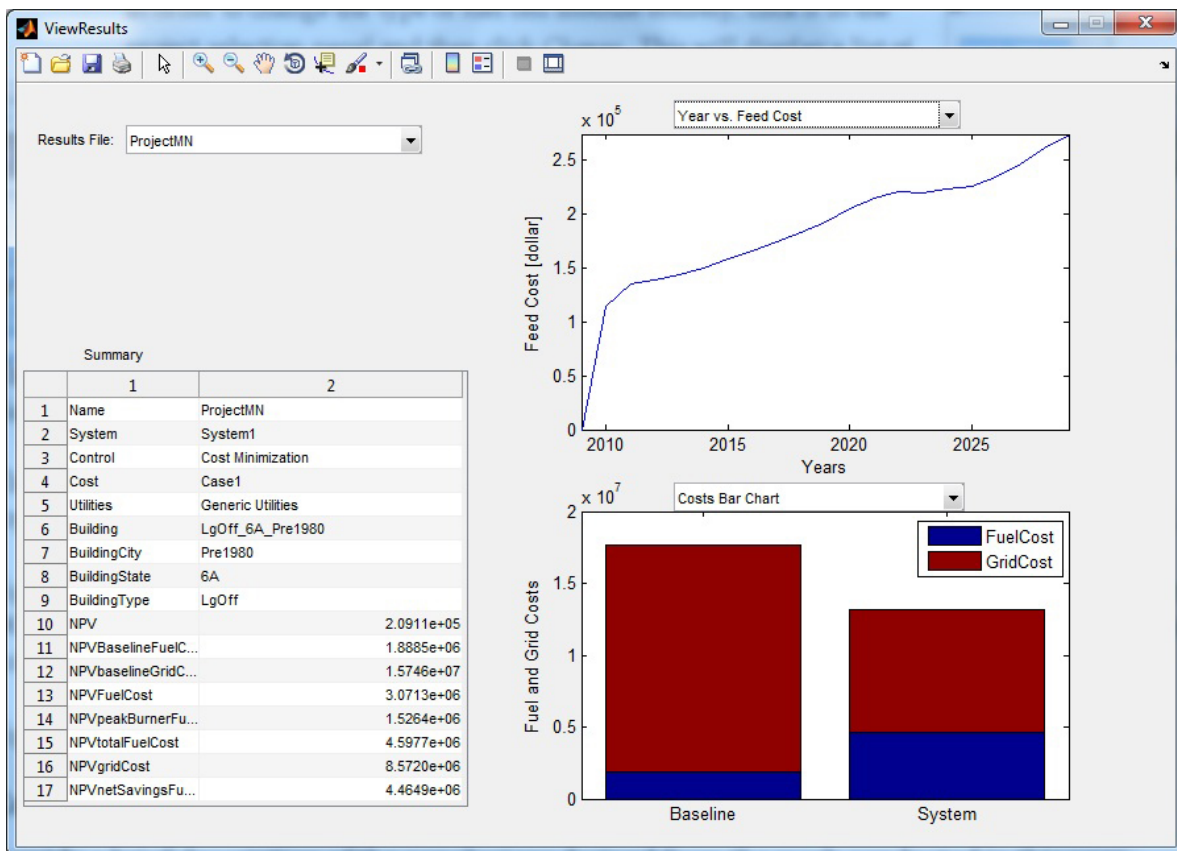 ViewResults
Results File: ProjectMN
Summary
1 2
1 Name ProjectMN
2 System System1
3 Control Cost Minimization
4 Cost Case1
5 Utilities Generic Utilities
6 Building LgOff_6A_Pre1980
7 BuildingCity Pre1980
8 BuildingState 6A
9 BuildingType LgOff
10 NPV 2.0911e+05
11 NPVBaselineFuelC... 1.8885e+06
12 NPVbaselineGridC... 1.5746e+07
13 NPVFuelCost 3.0713e+06
14 NPVpeakBurnerFu... 1.5264e+06
15 NPVtotalFuelCost 4.5977e+06
16 NPVgridCost 8.5720e+06
17 NPVnetSavingsFu... 4.4649e+06
x 10^5
Year vs. Feed Cost
Feed Cost [dollar]
2.5
2
1.5
1
0.5
0
2010 2015 2020 2025
Years
x 10^7
Costs Bar Chart
Fuel and Grid Costs
2
1.5
1
0.5
0
FuelCost
GridCost
Baseline System